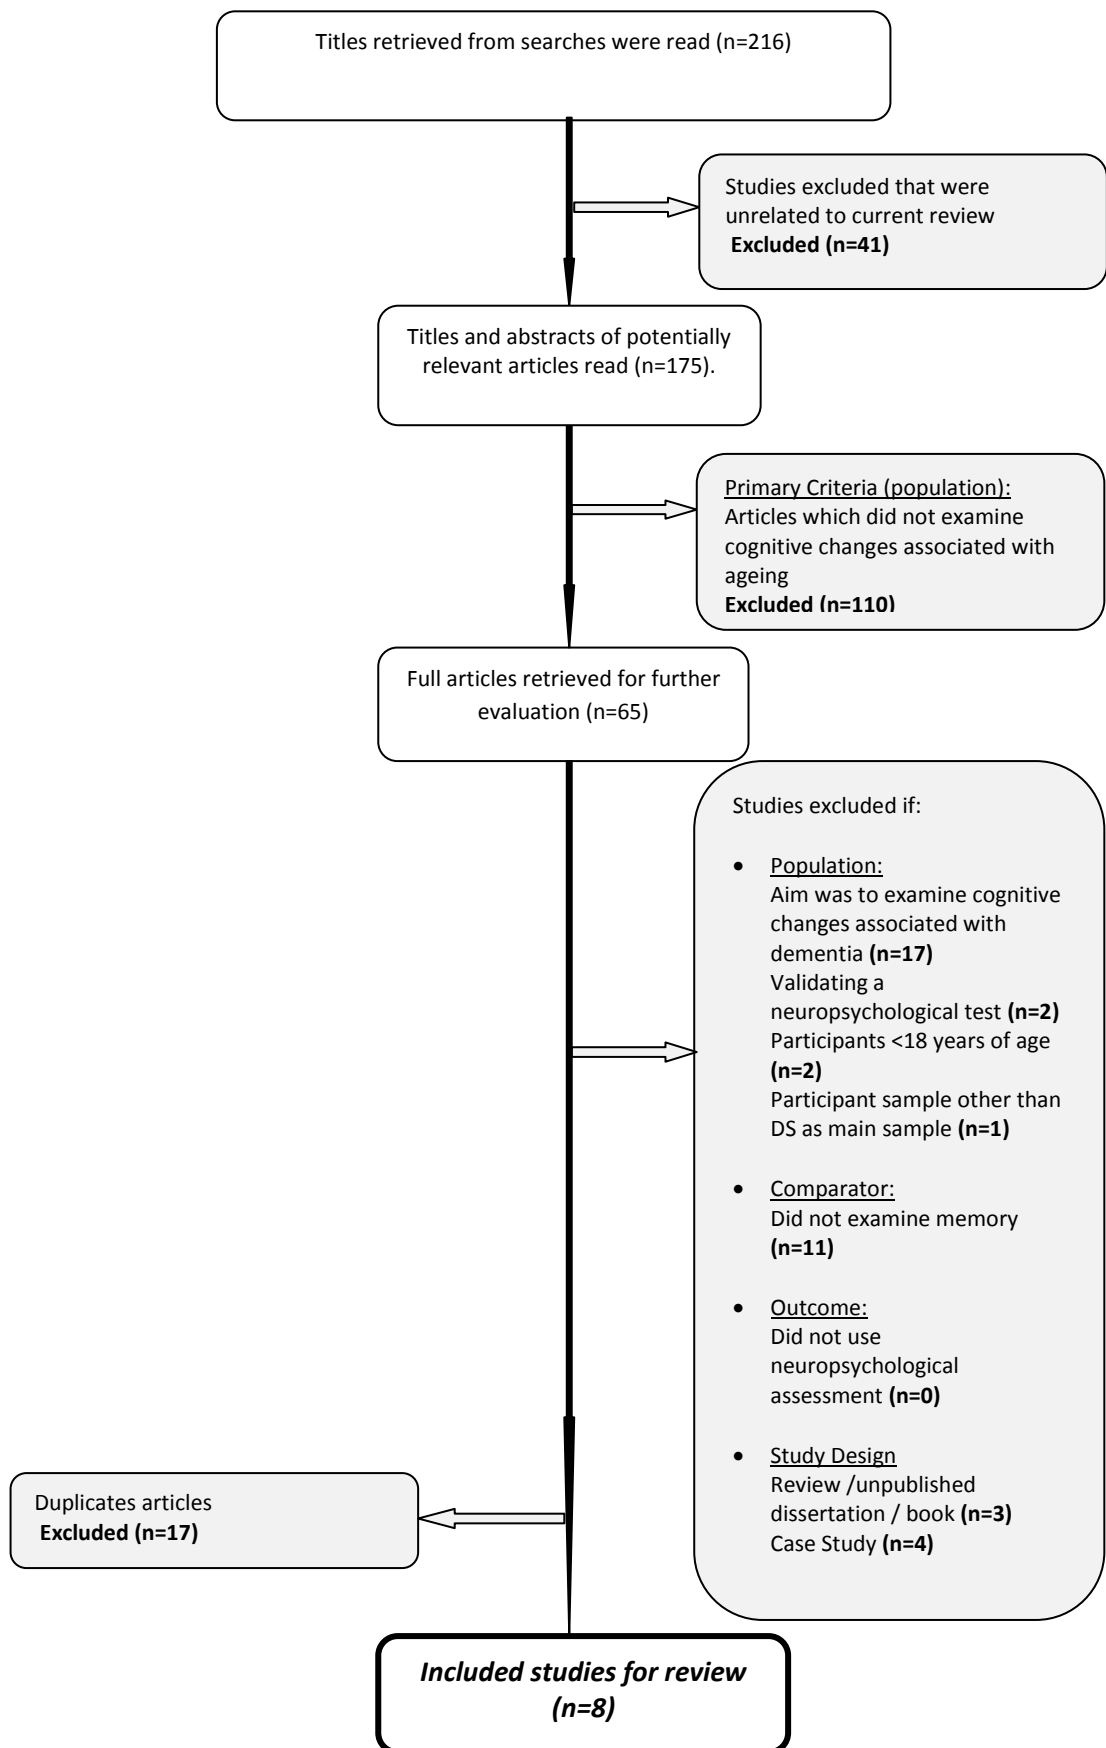 Titles retrieved from searches were read (n=216)
Studies excluded that were
unrelated to current review
Excluded (n=41)
Titles and abstracts of potentially
relevant articles read (n=175).
Primary Criteria (population):
Articles which did not examine
cognitive changes associated with
ageing
Excluded (n=110)
Full articles retrieved for further
evaluation (n=65)
Studies excluded if:
• Population:
Aim was to examine cognitive
changes associated with
dementia (n=17)
Validating a
neuropsychological test (n=2)
Participants <18 years of age
(n=2)
Participant sample other than
DS as main sample (n=1)
• Comparator:
Did not examine memory
(n=11)
• Outcome:
Did not use
neuropsychological
assessment (n=0)
• Study Design
Review /unpublished
dissertation / book (n=3)
Case Study (n=4)
Duplicates articles
Excluded (n=17)
Included studies for review
(n=8)